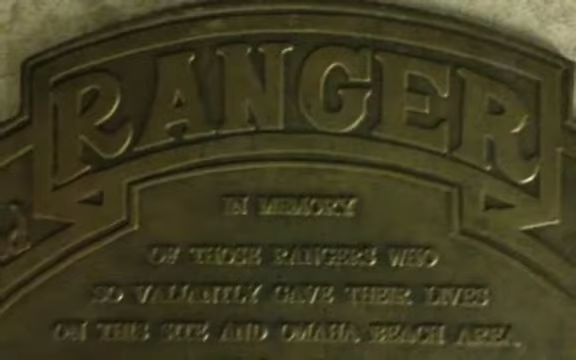 RANGER
IN MEMORY
OF THOSE RANGERS WHO
SO VALIANTLY GAVE THEIR LIVES
ON THIS SITE AND OMAHA BEACH AREA.